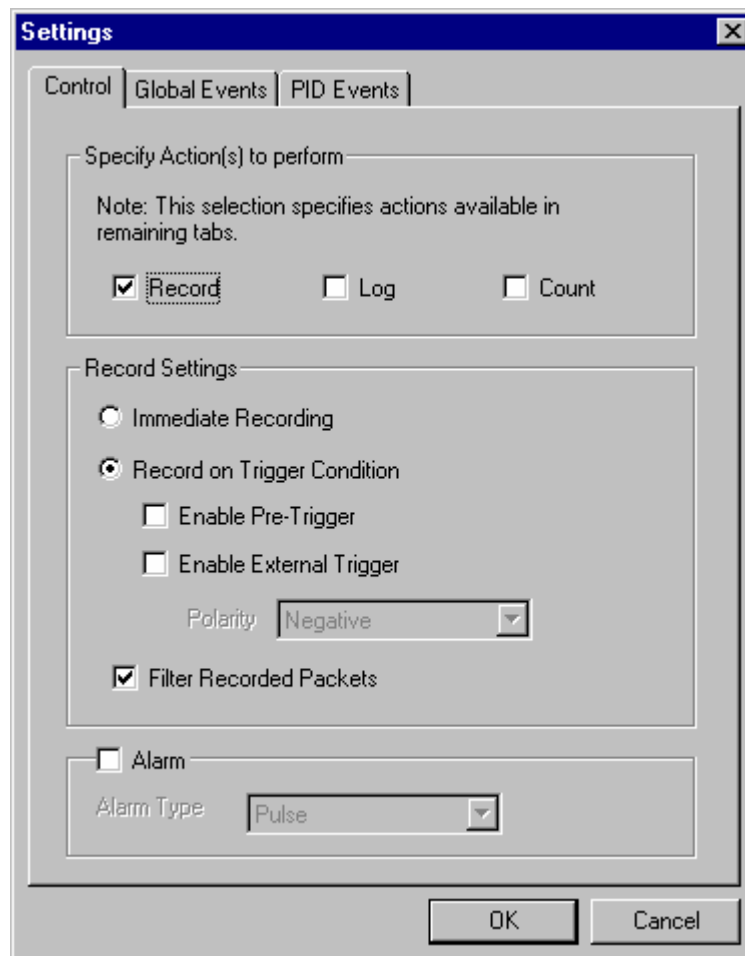 Settings
Control Global Events PID Events
Specify Action(s) to perform
Note: This selection specifies actions available in
remaining tabs.
Record Log Count
Record Settings
Immediate Recording
Record on Trigger Condition
Enable Pre-Trigger
Enable External Trigger
Polarity Negative
Filter Recorded Packets
Alarm
Alarm Type Pulse
OK Cancel